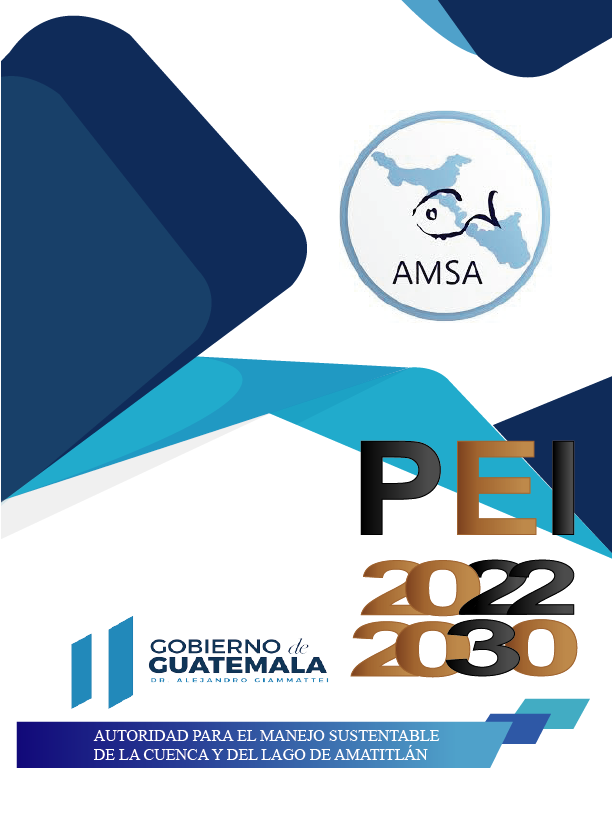 AMSA
PEI
2022
2030
GOBIERNO de
GUATEMALA
DR. ALEJANDRO GIAMMATTEI
AUTORIDAD PARA EL MANEJO SUSTENTABLE
DE LA CUENCA Y DEL LAGO DE AMATITLÁN